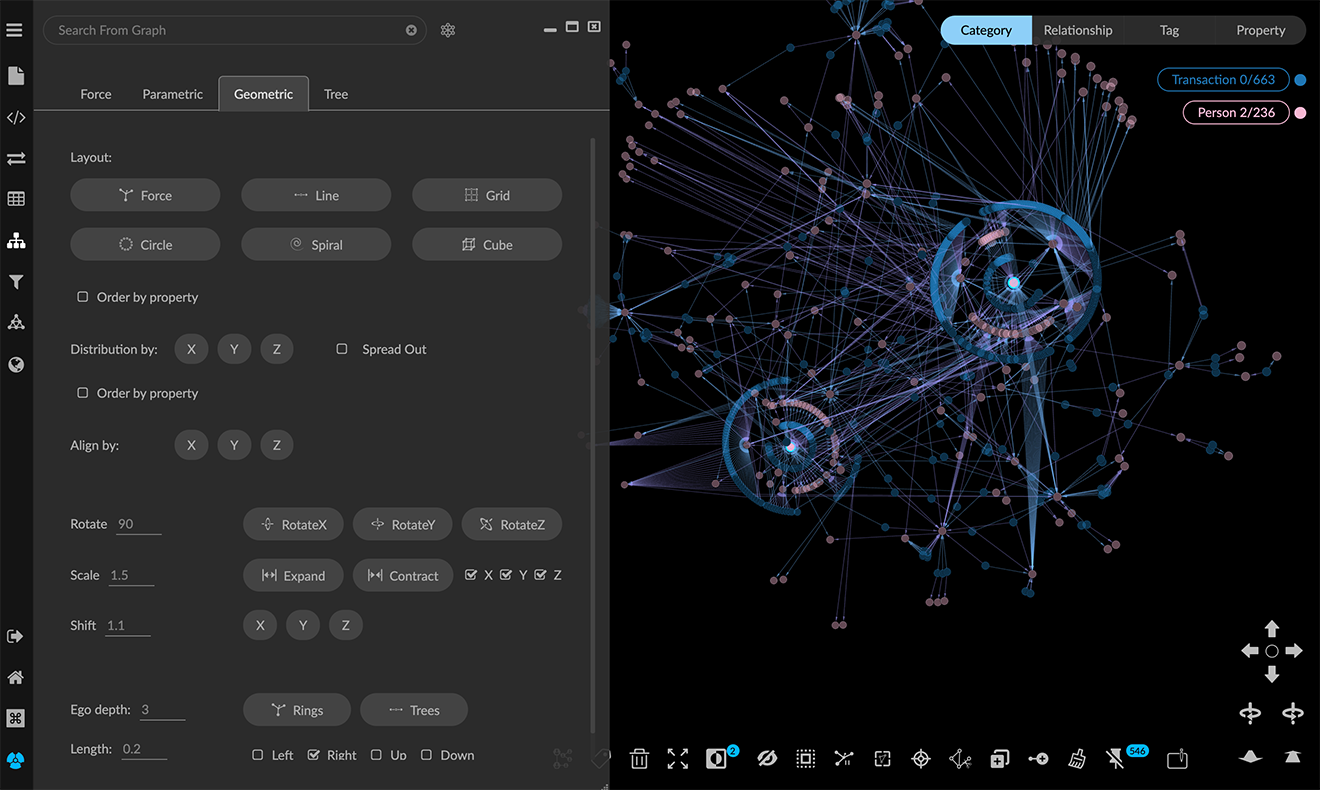 Search From Graph
Category Relationship Tag Property
Transaction 0/663
Person 2/236
Force Parametric Geometric Tree
Layout:
Force Line Grid
Circle Spiral Cube
Order by property
Distribution by: X Y Z Spread Out
Order by property
Align by: X Y Z
Rotate 90 RotateX RotateY RotateZ
Scale 1.5 Expand Contract X Y Z
Shift 1.1 X Y Z
Ego depth: 3 Rings Trees
Length: 0.2 Left Right Up Down
2 546